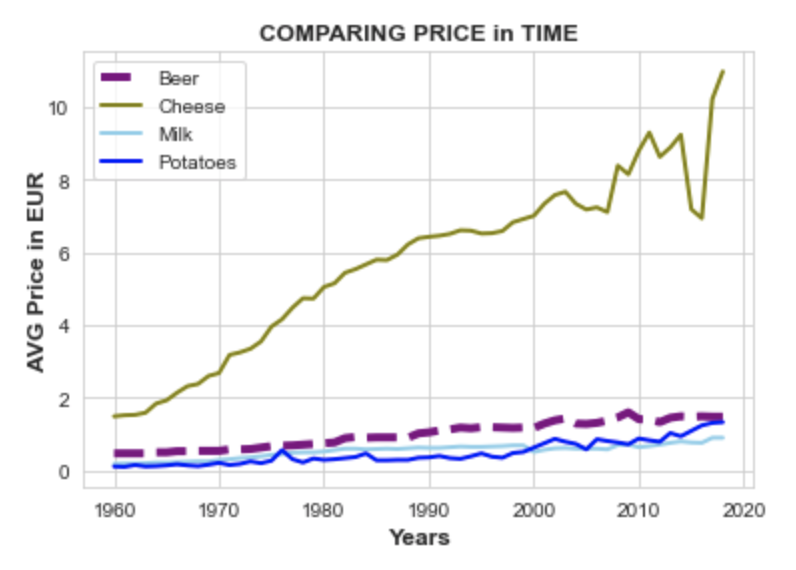 COMPARING PRICE in TIME
Beer
Cheese
Milk
Potatoes
AVG Price in EUR
10
8
6
4
2
0
1960 1970 1980 1990 2000 2010 2020
Years